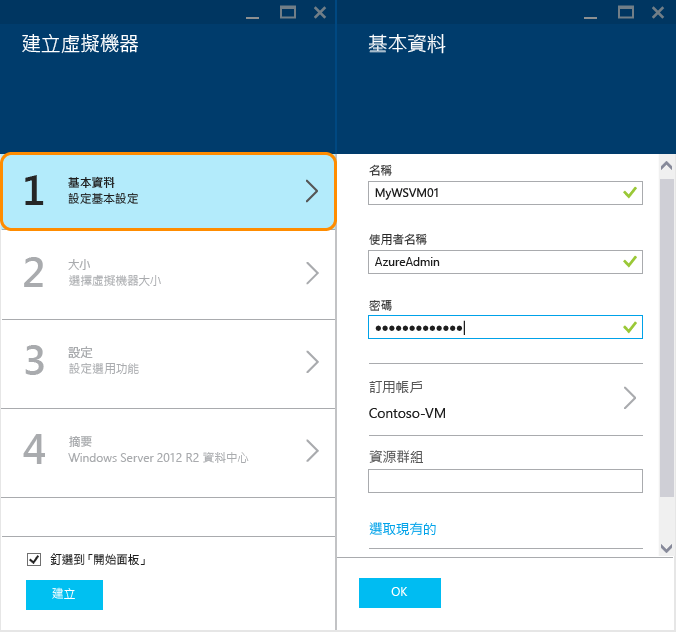 建立虛擬機器
1
基本資料
設定基本設定
2
大小
選擇虛擬機器大小
3
設定
設定選用功能
4
摘要
Windows Server 2012 R2 資料中心
釘選到「開始面板」
建立
基本資料
名稱
MyWSVM01
使用者名稱
AzureAdmin
密碼
●●●●●●●●●●●●●
訂用帳戶
Contoso-VM
資源群組
選取現有的
OK